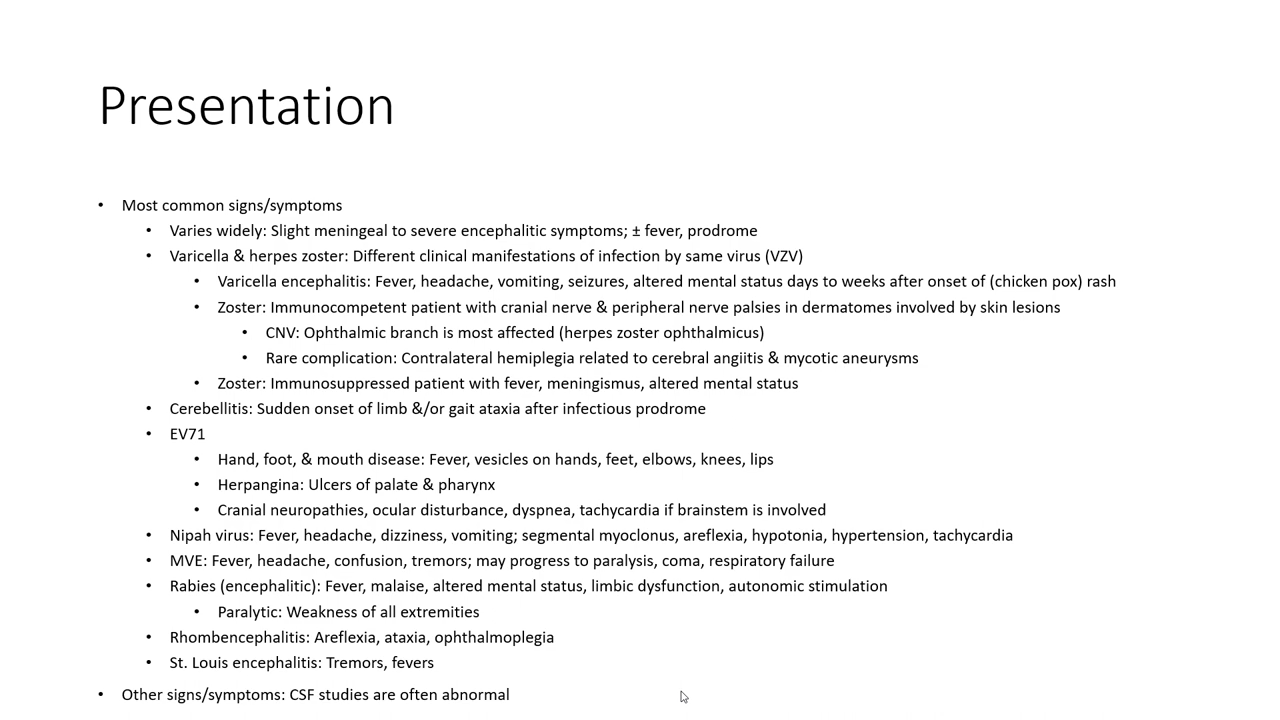 Presentation
• Most common signs/symptoms
• Varies widely: Slight meningeal to severe encephalitic symptoms; ± fever, prodrome
• Varicella & herpes zoster: Different clinical manifestations of infection by same virus (VZV)
• Varicella encephalitis: Fever, headache, vomiting, seizures, altered mental status days to weeks after onset of (chicken pox) rash
• Zoster: Immunocompetent patient with cranial nerve & peripheral nerve palsies in dermatomes involved by skin lesions
• CNV: Ophthalmic branch is most affected (herpes zoster ophthalmicus)
• Rare complication: Contralateral hemiplegia related to cerebral angiitis & mycotic aneurysms
• Zoster: Immunosuppressed patient with fever, meningismus, altered mental status
• Cerebellitis: Sudden onset of limb &/or gait ataxia after infectious prodrome
• EV71
• Hand, foot, & mouth disease: Fever, vesicles on hands, feet, elbows, knees, lips
• Herpangina: Ulcers of palate & pharynx
• Cranial neuropathies, ocular disturbance, dyspnea, tachycardia if brainstem is involved
• Nipah virus: Fever, headache, dizziness, vomiting; segmental myoclonus, areflexia, hypotonia, hypertension, tachycardia
• MVE: Fever, headache, confusion, tremors; may progress to paralysis, coma, respiratory failure
• Rabies (encephalitic): Fever, malaise, altered mental status, limbic dysfunction, autonomic stimulation
• Paralytic: Weakness of all extremities
• Rhombencephalitis: Areflexia, ataxia, ophthalmoplegia
• St. Louis encephalitis: Tremors, fevers
• Other signs/symptoms: CSF studies are often abnormal